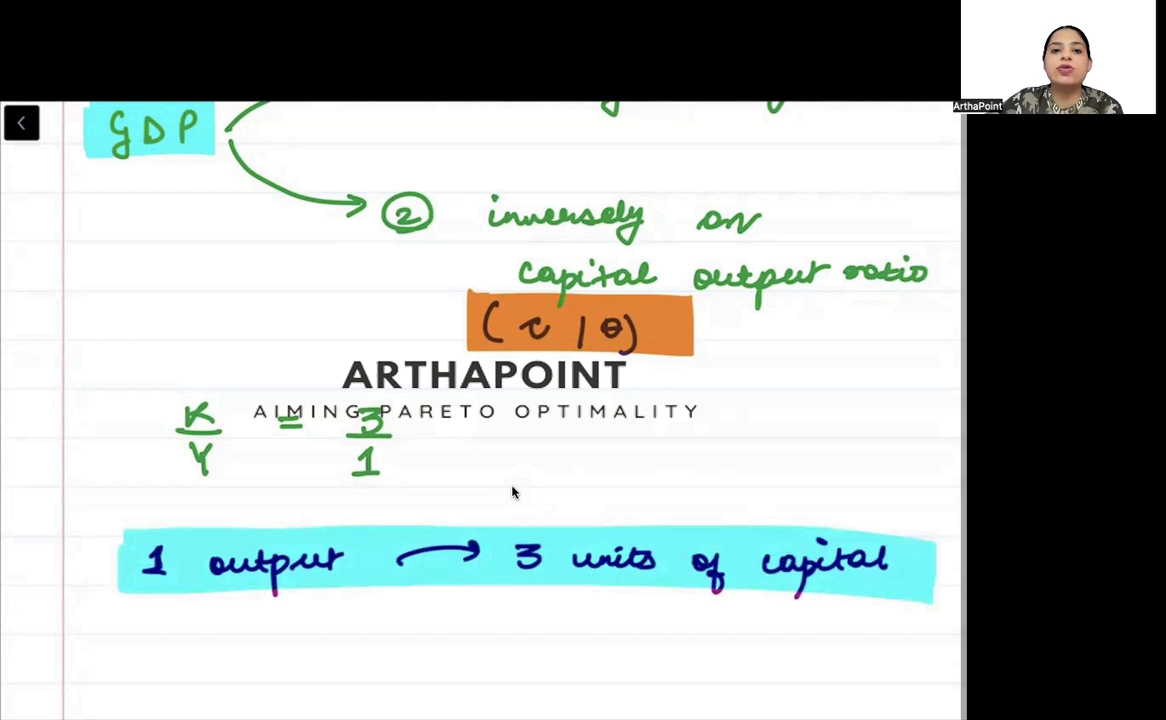 ArthaPoint
GDP
2 inversely on
capital output ratio
ARTHAPOINT
AIMING PARETO OPTIMALITY
K/Y = 3/1
1 output → 3 units of capital